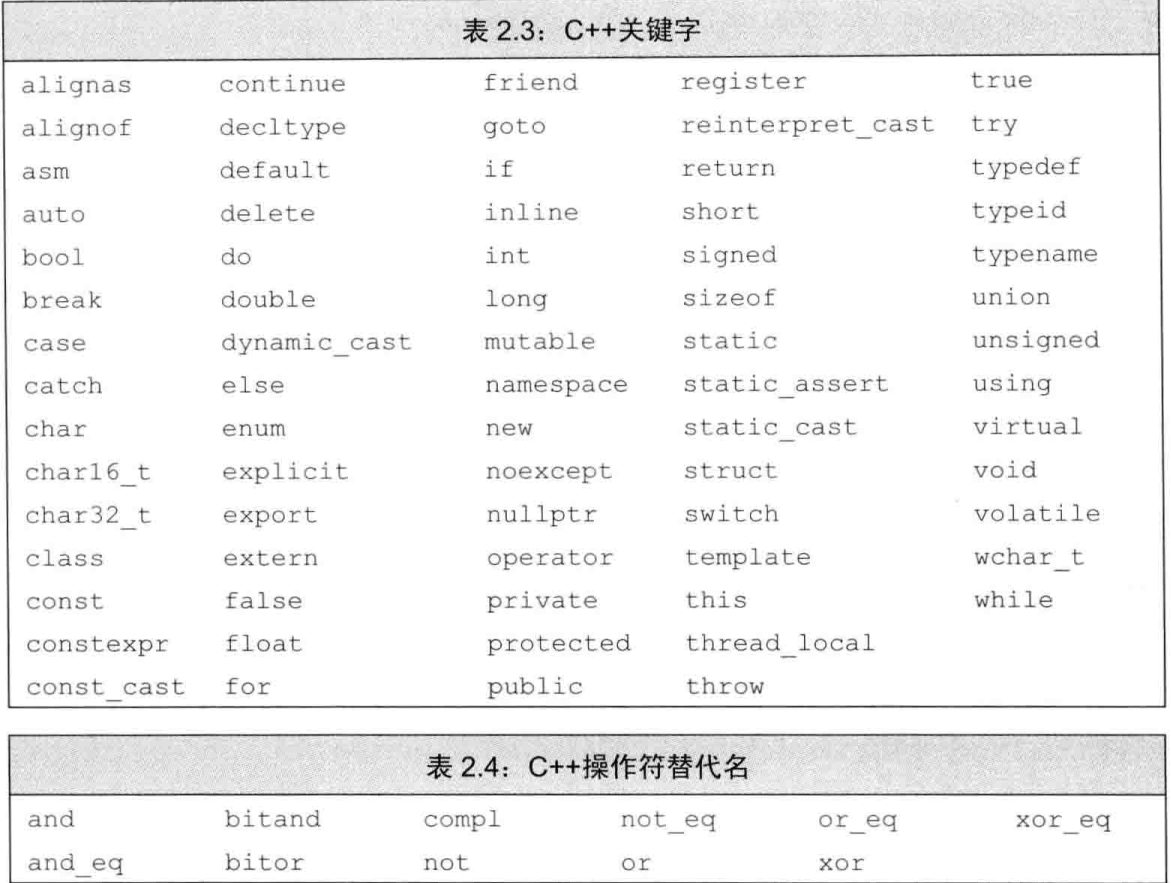 表 2.3：C++关键字
alignas continue friend register true
alignof decltype goto reinterpret_cast try
asm default if return typedef
auto delete inline short typeid
bool do int signed typename
break double long sizeof union
case dynamic_cast mutable static unsigned
catch else namespace static_assert using
char enum new static_cast virtual
char16_t explicit noexcept struct void
char32_t export nullptr switch volatile
class extern operator template wchar_t
const false private this while
constexpr float protected thread_local
const_cast for public throw
表 2.4：C++操作符替代名
and bitand compl not_eq or_eq xor_eq
and_eq bitor not or xor